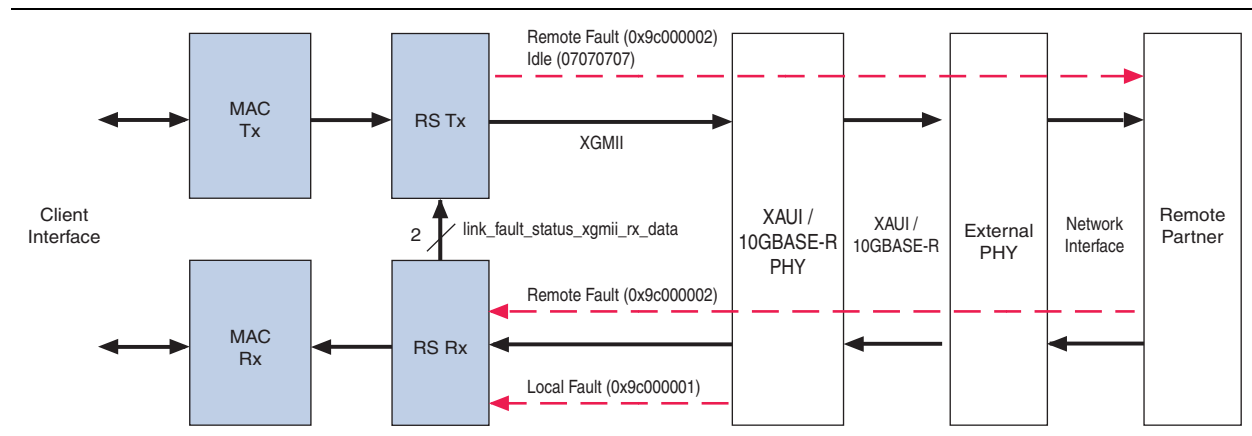 Remote Fault (0x9c000002)
Idle (07070707)
MAC
Tx
RS Tx
XGMII
Client
Interface
2
link_fault_status_xgmii_rx_data
XAUI /
10GBASE-R
PHY
XAUI /
10GBASE-R
External
PHY
Network
Interface
Remote
Partner
Remote Fault (0x9c000002)
MAC
Rx
RS Rx
Local Fault (0x9c000001)